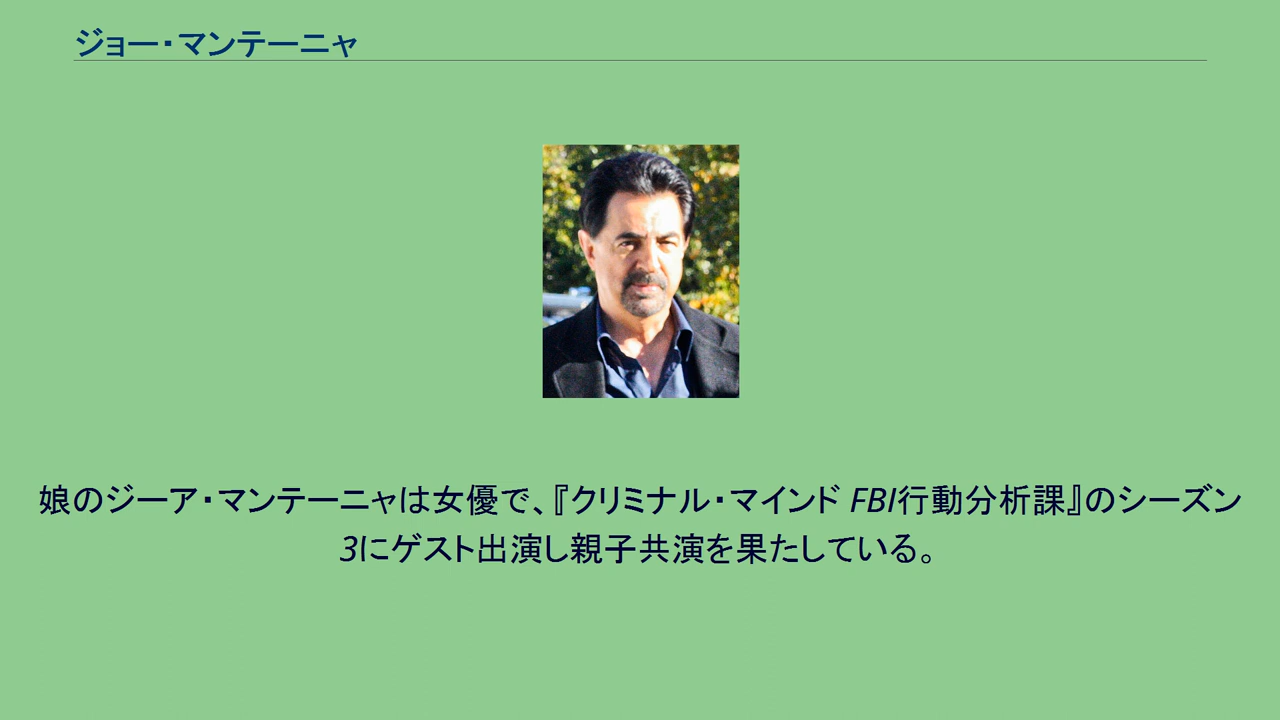 ジョー・マンテーニャ
娘のジーア・マンテーニャは女優で、『クリミナル・マインド FBI行動分析課』のシーズン
3にゲスト出演し親子共演を果たしている。